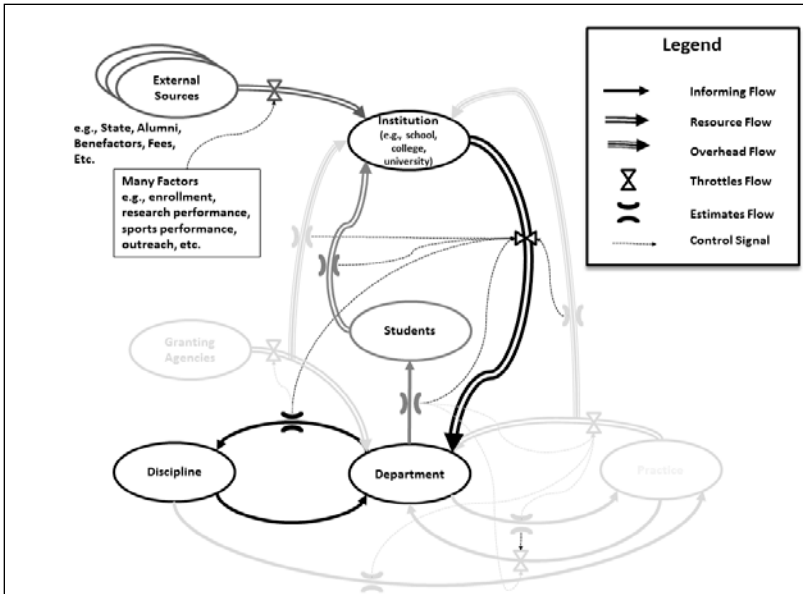 External
Sources
e.g., State, Alumni,
Benefactors, Fees,
Etc.
Many Factors
e.g., enrollment,
research performance,
sports performance,
outreach, etc.
Institution
(e.g., school,
college,
university)
Legend
Informing Flow
Resource Flow
Overhead Flow
Throttles Flow
Estimates Flow
Control Signal
Students
Granting
Agencies
Discipline
Department
Practice